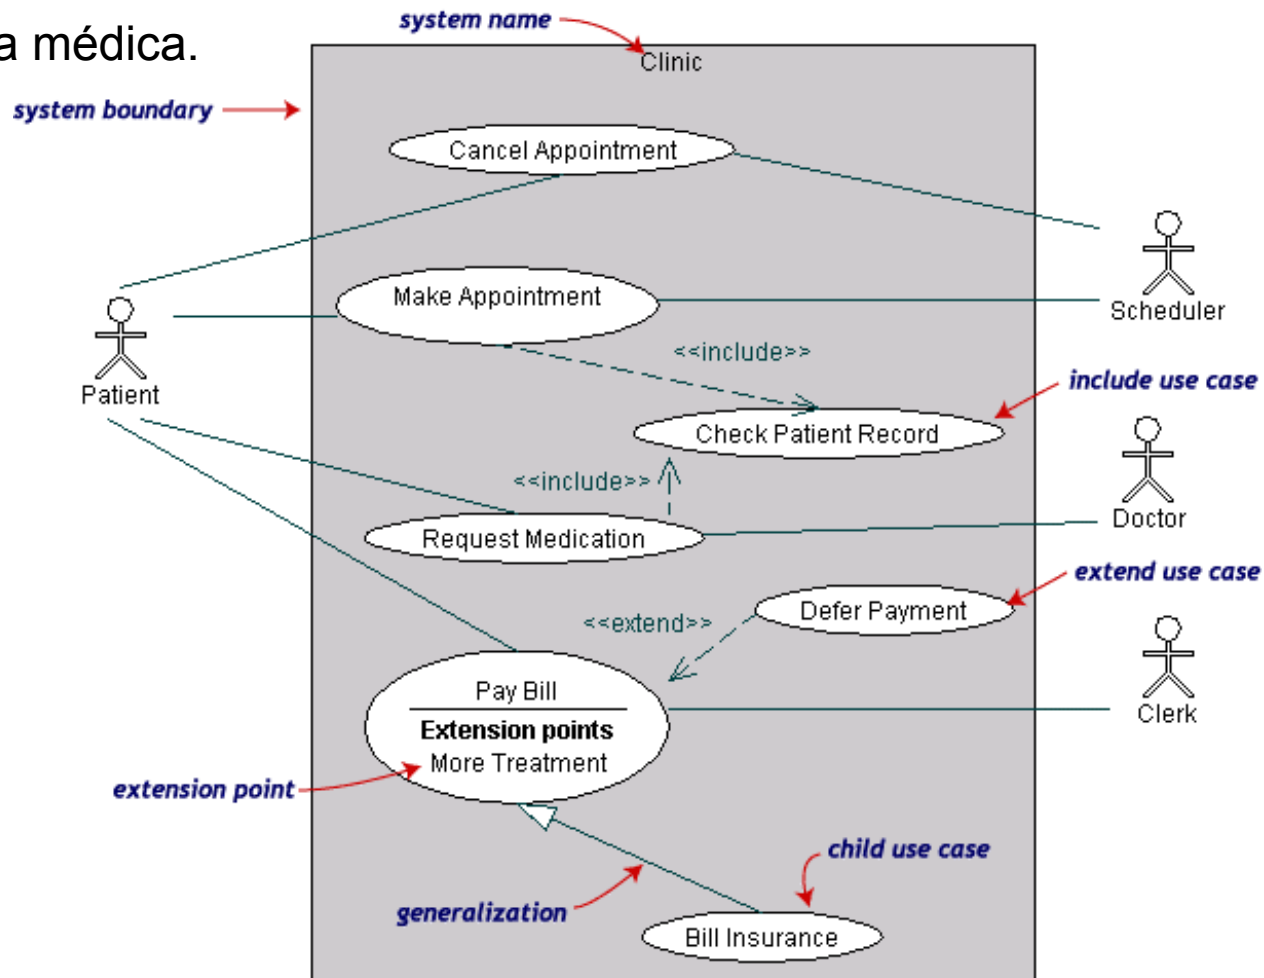 a médica.
system name
Clinic
system boundary
Cancel Appointment
Make Appointment
Scheduler
<<include>>
Patient
include use case
Check Patient Record
<<include>>
Doctor
Request Medication
extend use case
Defer Payment
<<extend>>
Pay Bill
Clerk
Extension points
More Treatment
extension point
child use case
generalization
Bill Insurance